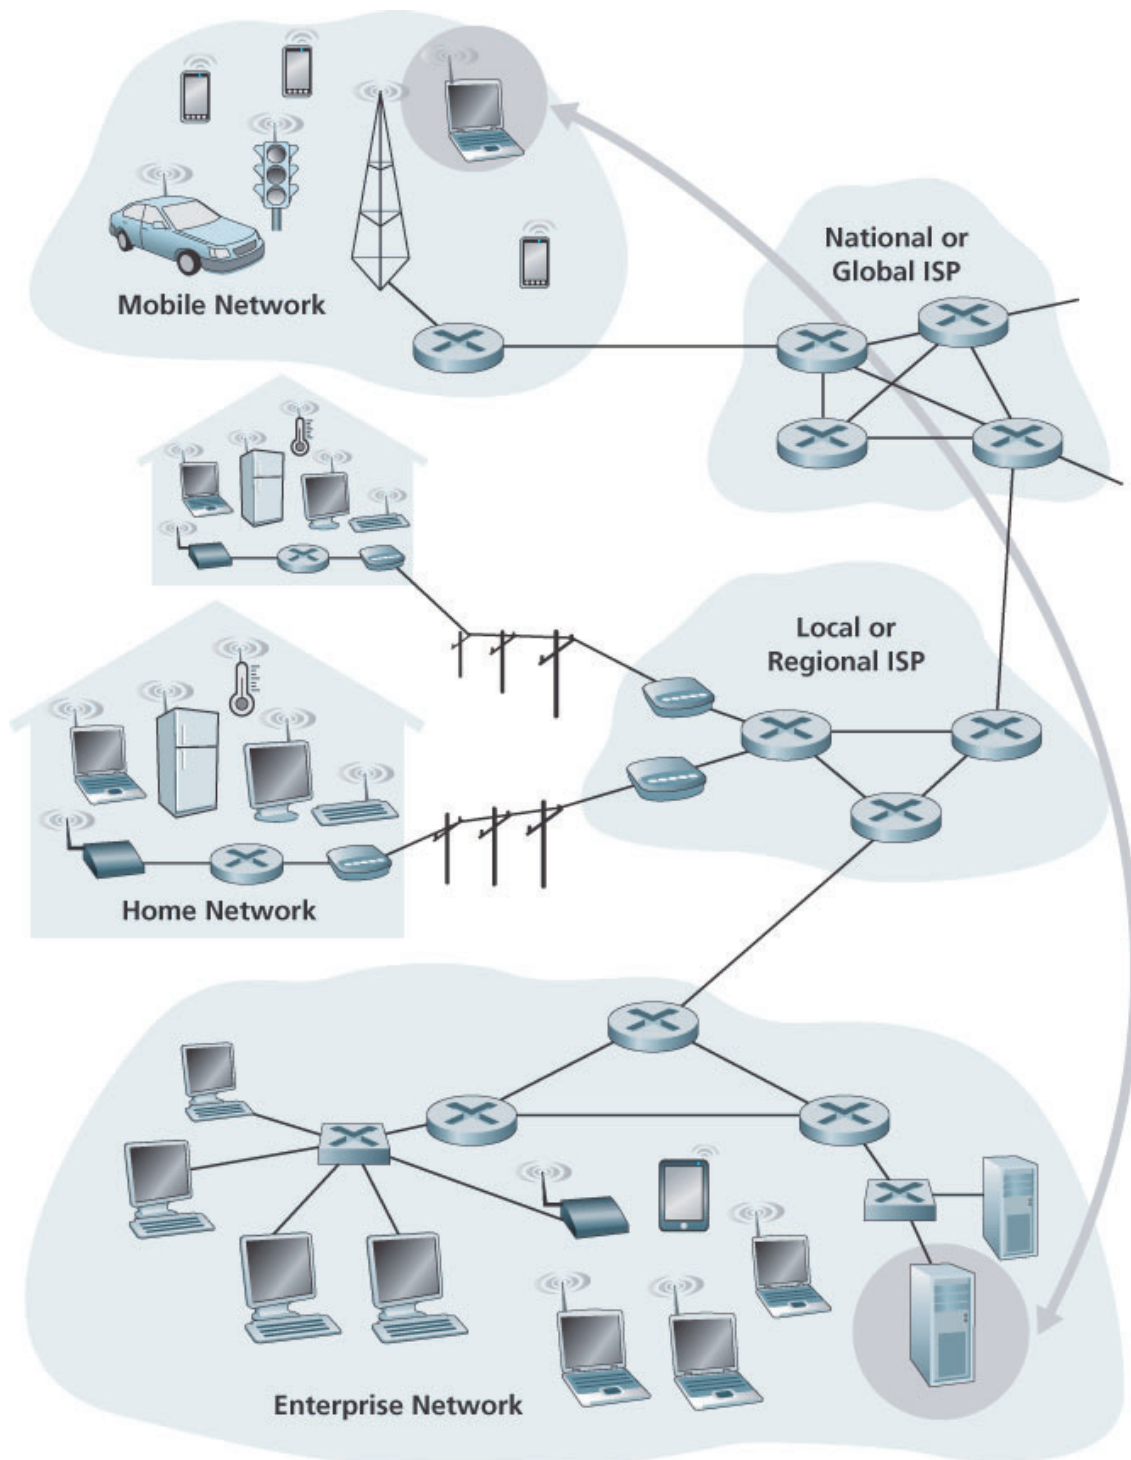 National or
Global ISP
Mobile Network
Local or
Regional ISP
Home Network
Enterprise Network